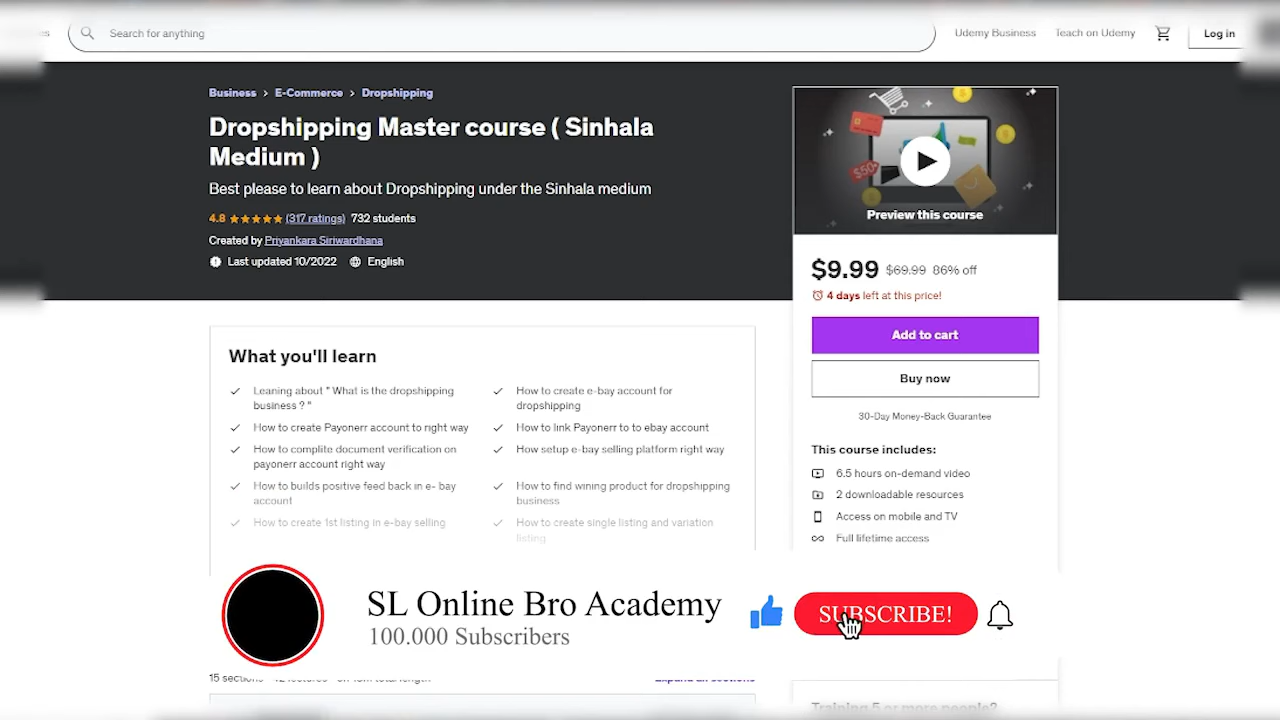 Search for anything
Udemy Business
Teach on Udemy
Log in
Business > E-Commerce > Dropshipping
Dropshipping Master course ( Sinhala
Medium )
Best please to learn about Dropshipping under the Sinhala medium
4.8 (317 ratings) 732 students
Created by Priyankara Siriwardhana
Last updated 10/2022 English
Preview this course
$9.99 $69.99 86% off
4 days left at this price!
Add to cart
Buy now
30-Day Money-Back Guarantee
This course includes:
6.5 hours on-demand video
2 downloadable resources
Access on mobile and TV
Full lifetime access
What you'll learn
Leaning about " What is the dropshipping
business ? "
How to create Payonerr account to right way
How to complite document verification on
payonerr account right way
How to builds positive feed back in e- bay
account
How to create 1st listing in e-bay selling
How to create e-bay account for
dropshipping
How to link Payonerr to to ebay account
How setup e-bay selling platform right way
How to find wining product for dropshipping
business
How to create single listing and variation
listing
SL Online Bro Academy
100.000 Subscribers
SUBSCRIBE!
15 sections
Training 5 or more people?